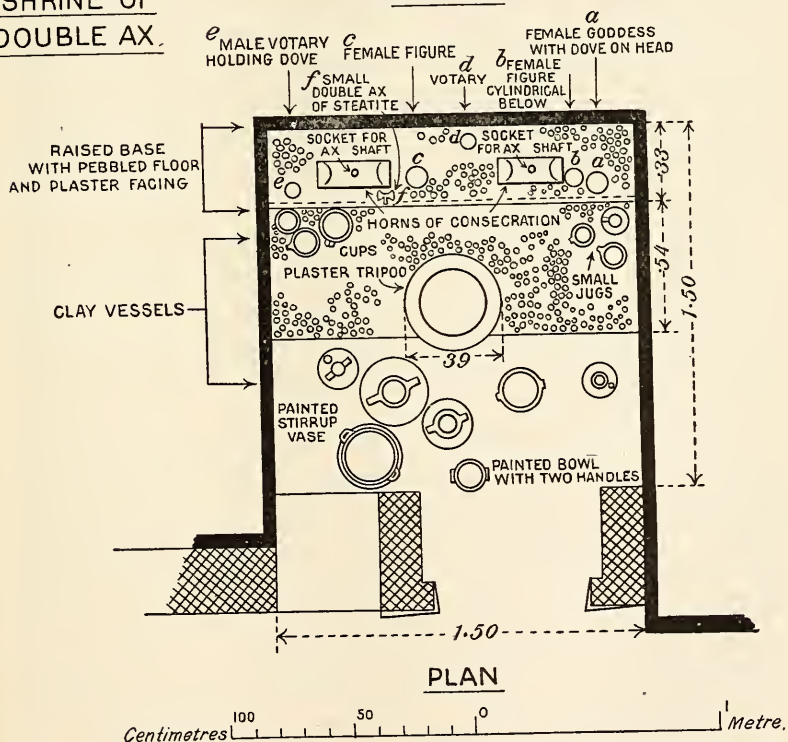 SHRINE OF
DOUBLE AX.
e MALE VOTARY
HOLDING DOVE
c
FEMALE FIGURE
f SMALL
DOUBLE AX
OF STEATITE
d
VOTARY
b FEMALE
FIGURE
CYLINDRICAL
BELOW
a
FEMALE GODDESS
WITH DOVE ON HEAD
RAISED BASE
WITH PEBBLED FLOOR
AND PLASTER FACING
SOCKET FOR
AX SHAFT
d
SOCKET
FOR AX SHAFT
e
c
b
a
f
HORNS OF CONSECRATION
CUPS
PLASTER TRIPOD
SMALL
JUGS
CLAY VESSELS
39
·33
·54
1·50
PAINTED
STIRRUP
VASE
PAINTED BOWL
WITH TWO HANDLES
1·50
PLAN
Centimetres
100
50
0
1
Metre.